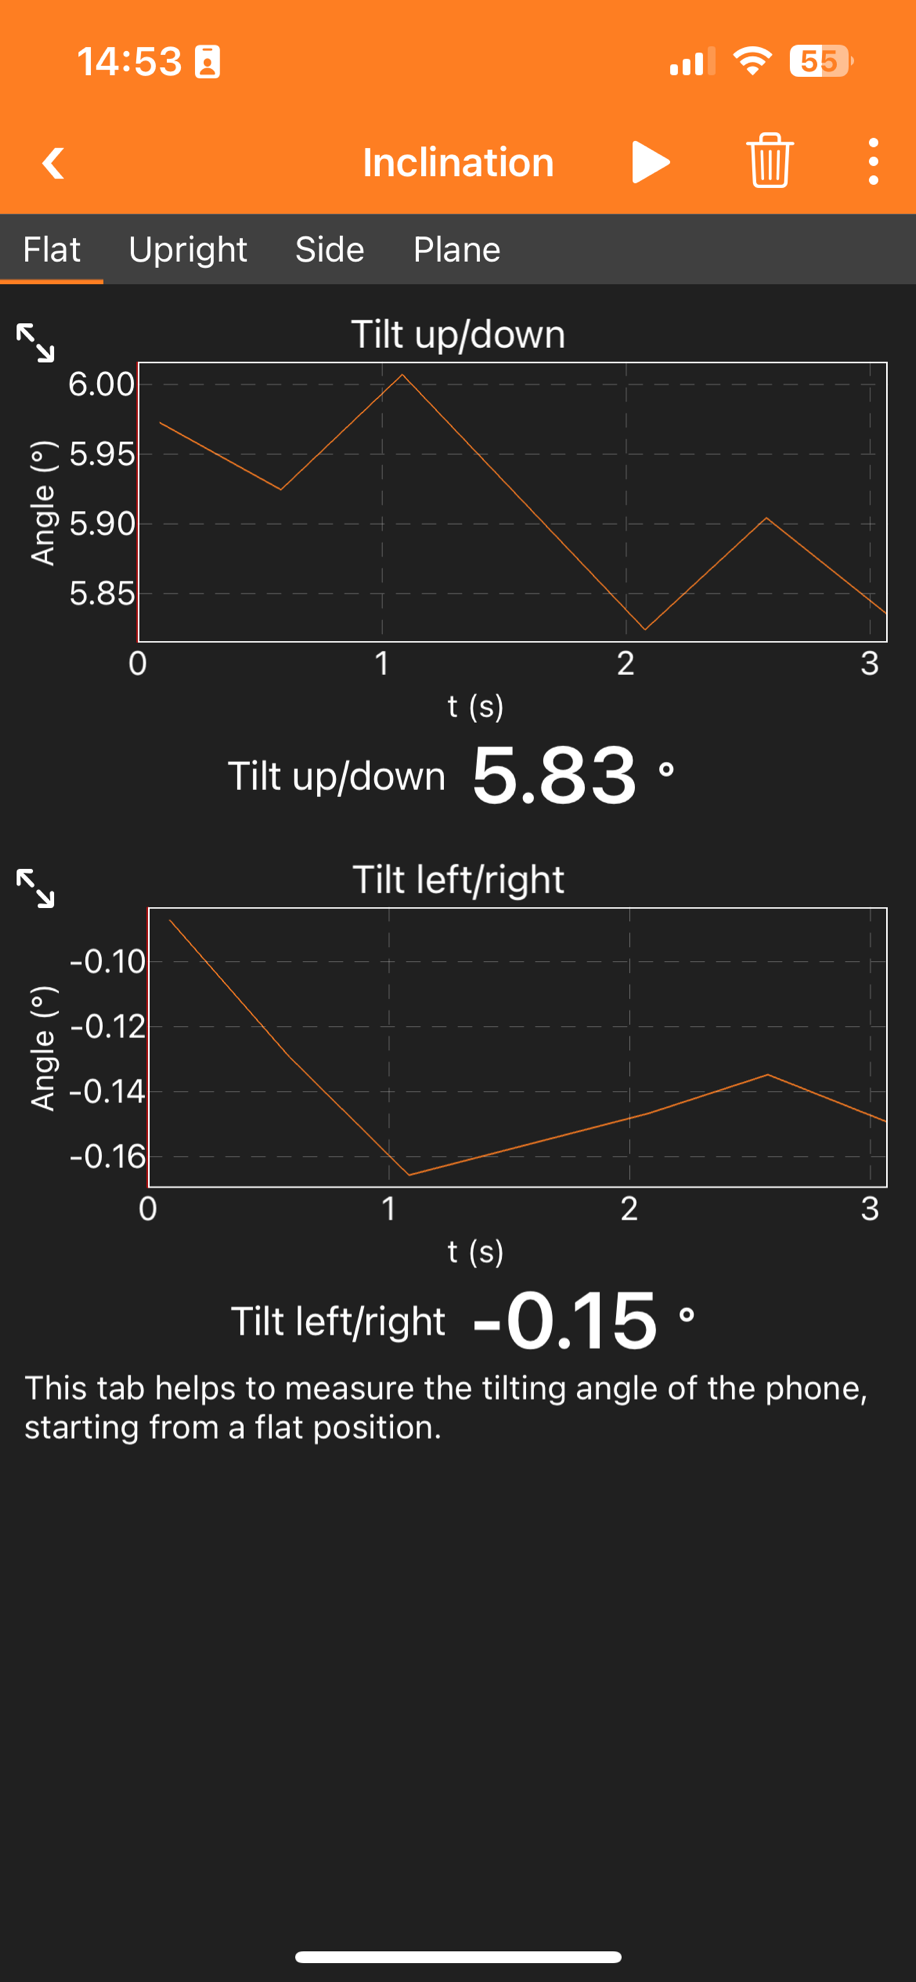 14:53
55
Inclination
Flat Upright Side Plane
Tilt up/down
6.00
5.95
5.90
5.85
Angle (°)
0 1 2 3
t (s)
Tilt up/down 5.83 °
Tilt left/right
-0.10
-0.12
-0.14
-0.16
Angle (°)
0 1 2 3
t (s)
Tilt left/right -0.15 °
This tab helps to measure the tilting angle of the phone,
starting from a flat position.